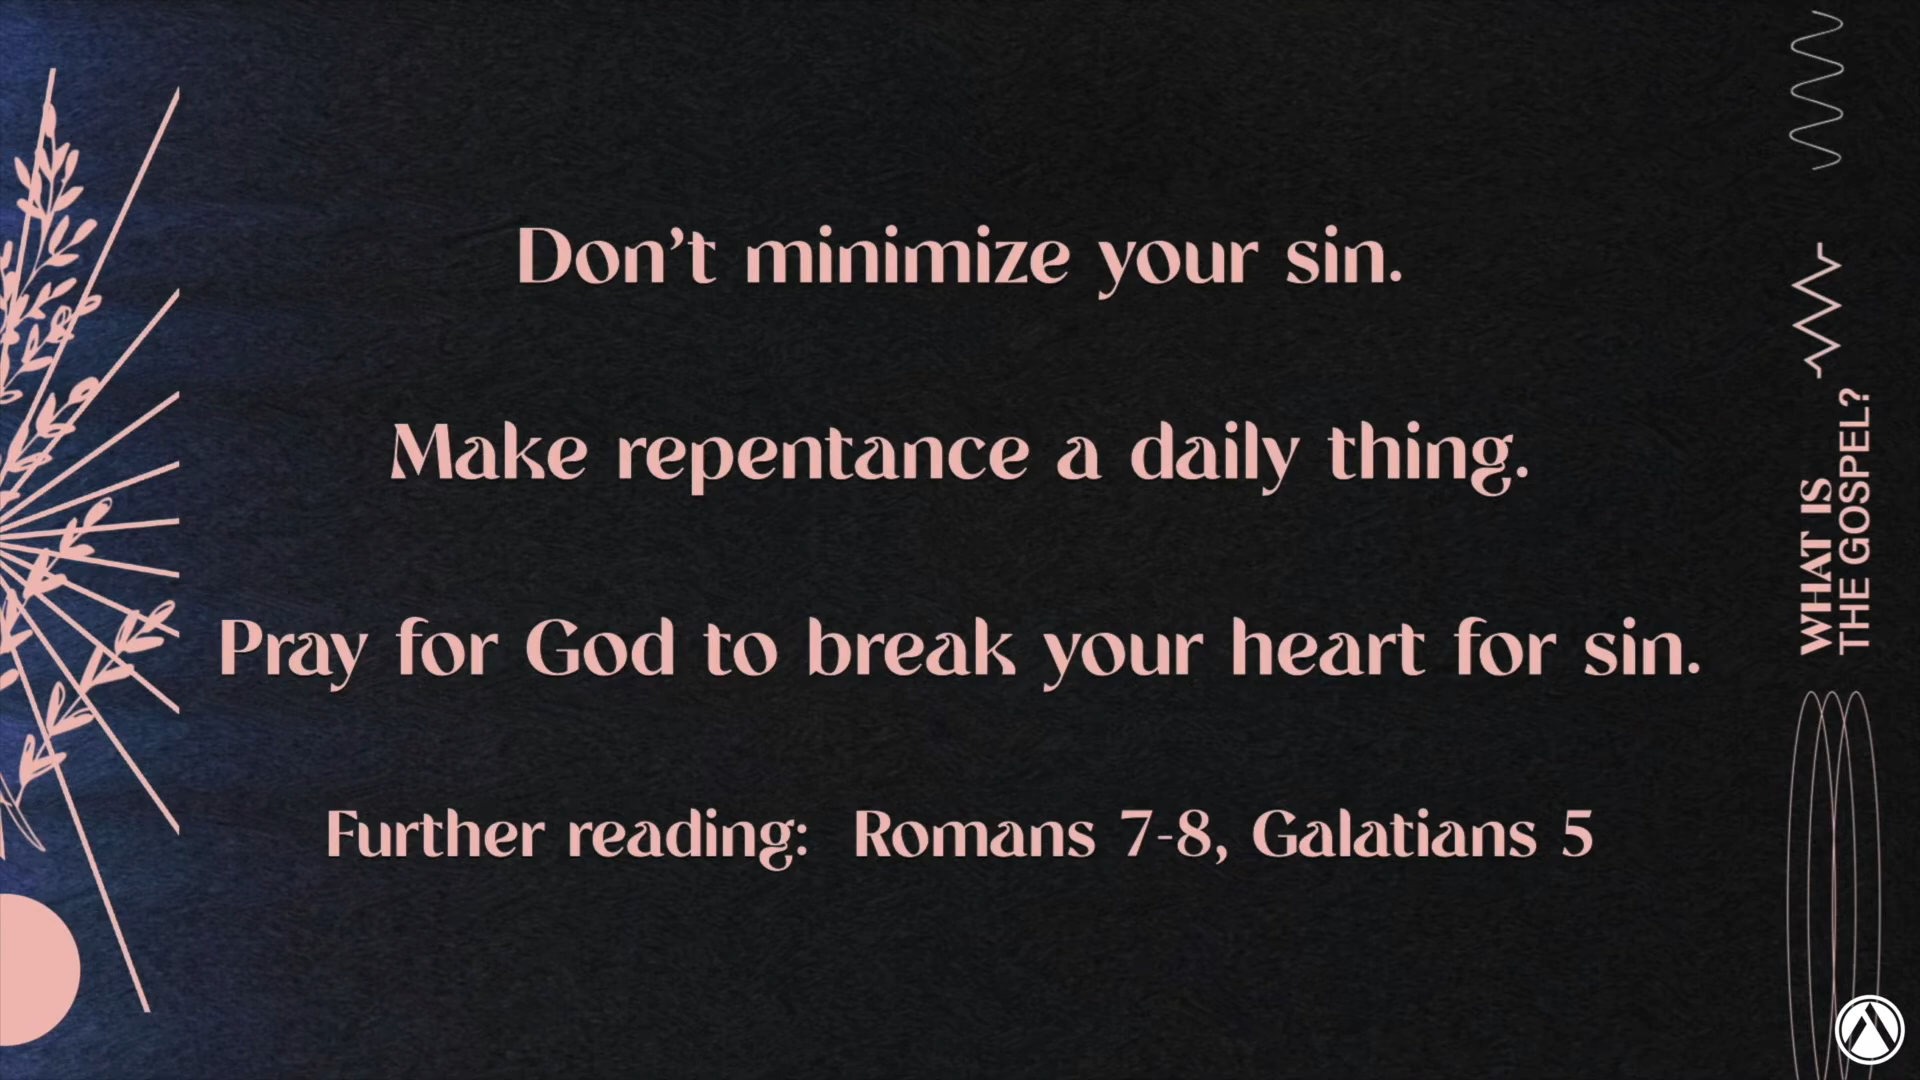 Don’t minimize your sin.
Make repentance a daily thing.
Pray for God to break your heart for sin.
Further reading:  Romans 7-8, Galatians 5
WHAT IS
THE GOSPEL?